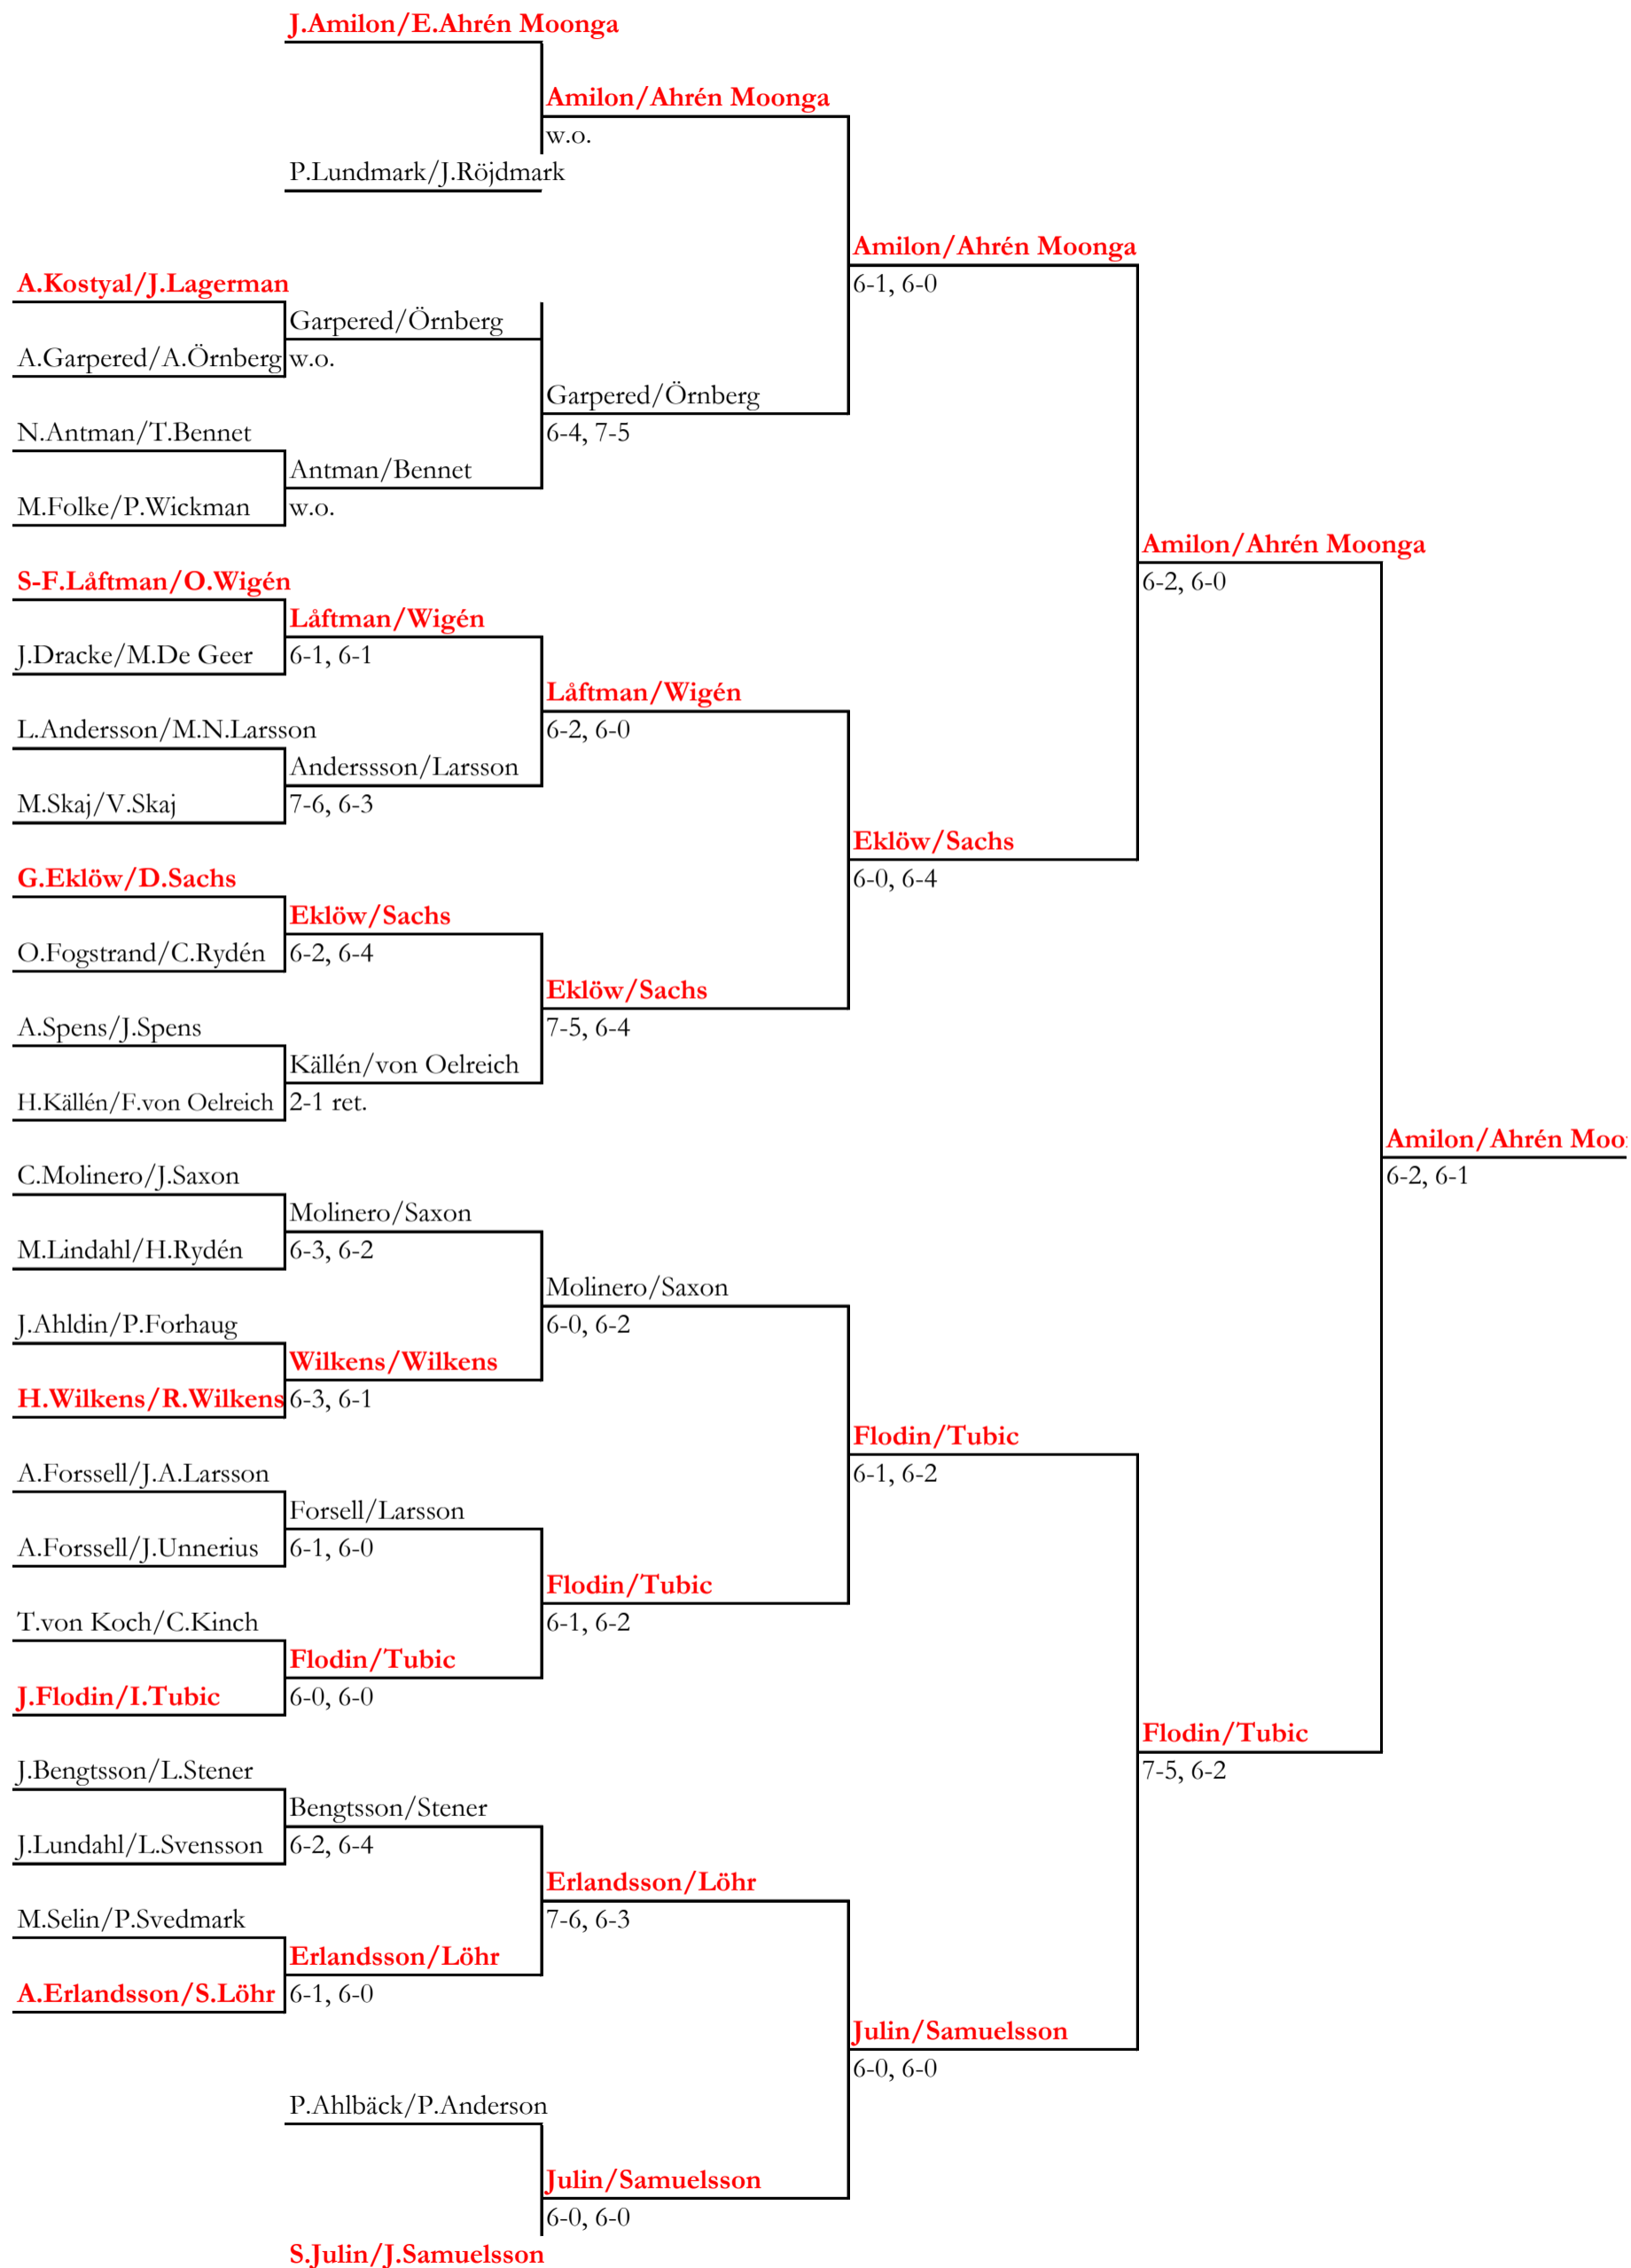 J.Amilon/E.Ahrén Moonga
Amilon/Ahrén Moonga
w.o.
P.Lundmark/J.Röjdmark
Amilon/Ahrén Moonga
6-1, 6-0
A.Kostyal/J.Lagerman
Garpered/Örnberg
A.Garpered/A.Örnberg
w.o.
Garpered/Örnberg
6-4, 7-5
N.Antman/T.Bennet
Antman/Bennet
M.Folke/P.Wickman
w.o.
Amilon/Ahrén Moonga
6-2, 6-0
S-F.Låftman/O.Wigén
Låftman/Wigén
J.Dracke/M.De Geer
6-1, 6-1
Låftman/Wigén
6-2, 6-0
L.Andersson/M.N.Larsson
Anderssson/Larsson
M.Skaj/V.Skaj
7-6, 6-3
Eklöw/Sachs
6-0, 6-4
G.Eklöw/D.Sachs
Eklöw/Sachs
O.Fogstrand/C.Rydén
6-2, 6-4
Eklöw/Sachs
7-5, 6-4
A.Spens/J.Spens
Källén/von Oelreich
H.Källén/F.von Oelreich
2-1 ret.
Amilon/Ahrén Moo
6-2, 6-1
C.Molinero/J.Saxon
Molinero/Saxon
M.Lindahl/H.Rydén
6-3, 6-2
Molinero/Saxon
6-0, 6-2
J.Ahldin/P.Forhaug
Wilkens/Wilkens
H.Wilkens/R.Wilkens
6-3, 6-1
Flodin/Tubic
6-1, 6-2
A.Forssell/J.A.Larsson
Forsell/Larsson
A.Forssell/J.Unnerius
6-1, 6-0
Flodin/Tubic
6-1, 6-2
T.von Koch/C.Kinch
Flodin/Tubic
J.Flodin/I.Tubic
6-0, 6-0
Flodin/Tubic
7-5, 6-2
J.Bengtsson/L.Stener
Bengtsson/Stener
J.Lundahl/L.Svensson
6-2, 6-4
Erlandsson/Löhr
7-6, 6-3
M.Selin/P.Svedmark
Erlandsson/Löhr
A.Erlandsson/S.Löhr
6-1, 6-0
Julin/Samuelsson
6-0, 6-0
P.Ahlbäck/P.Anderson
Julin/Samuelsson
6-0, 6-0
S.Julin/J.Samuelsson